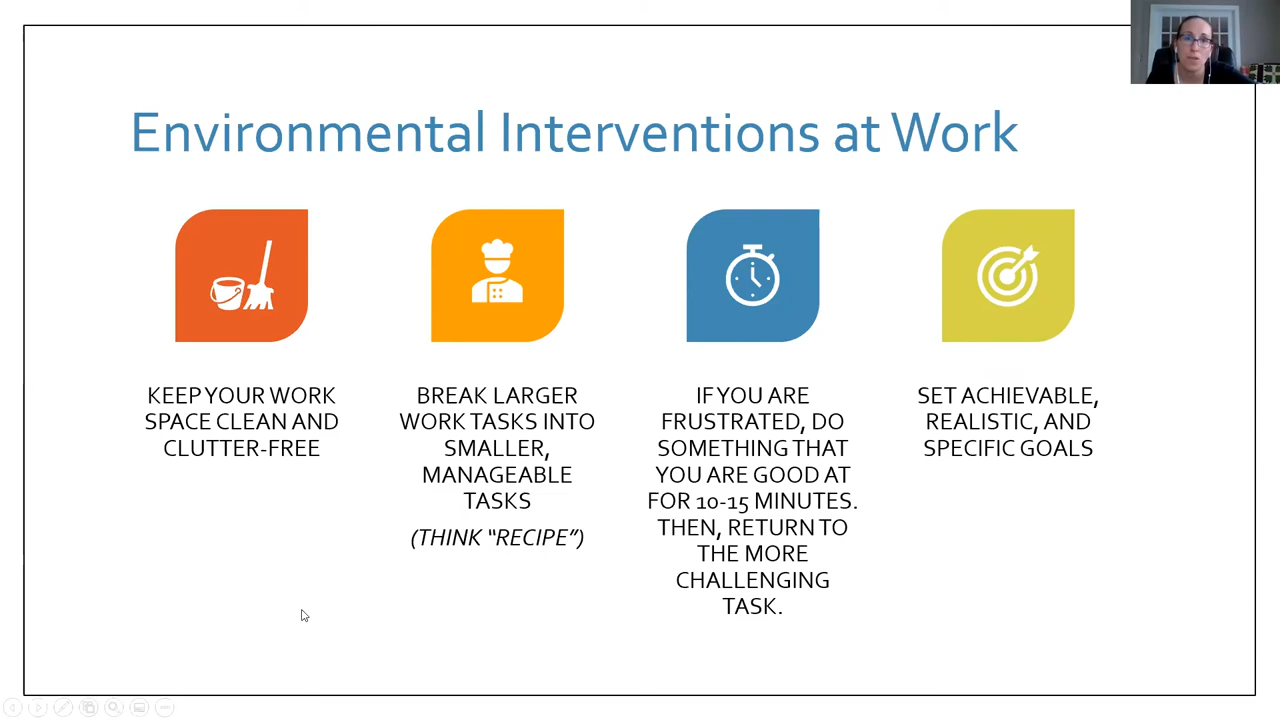 Environmental Interventions at Work
KEEP YOUR WORK
SPACE CLEAN AND
CLUTTER-FREE
BREAK LARGER
WORK TASKS INTO
SMALLER,
MANAGEABLE
TASKS
(THINK “RECIPE”)
IF YOU ARE
FRUSTRATED, DO
SOMETHING THAT
YOU ARE GOOD AT
FOR 10-15 MINUTES.
THEN, RETURN TO
THE MORE
CHALLENGING
TASK.
SET ACHIEVABLE,
REALISTIC, AND
SPECIFIC GOALS